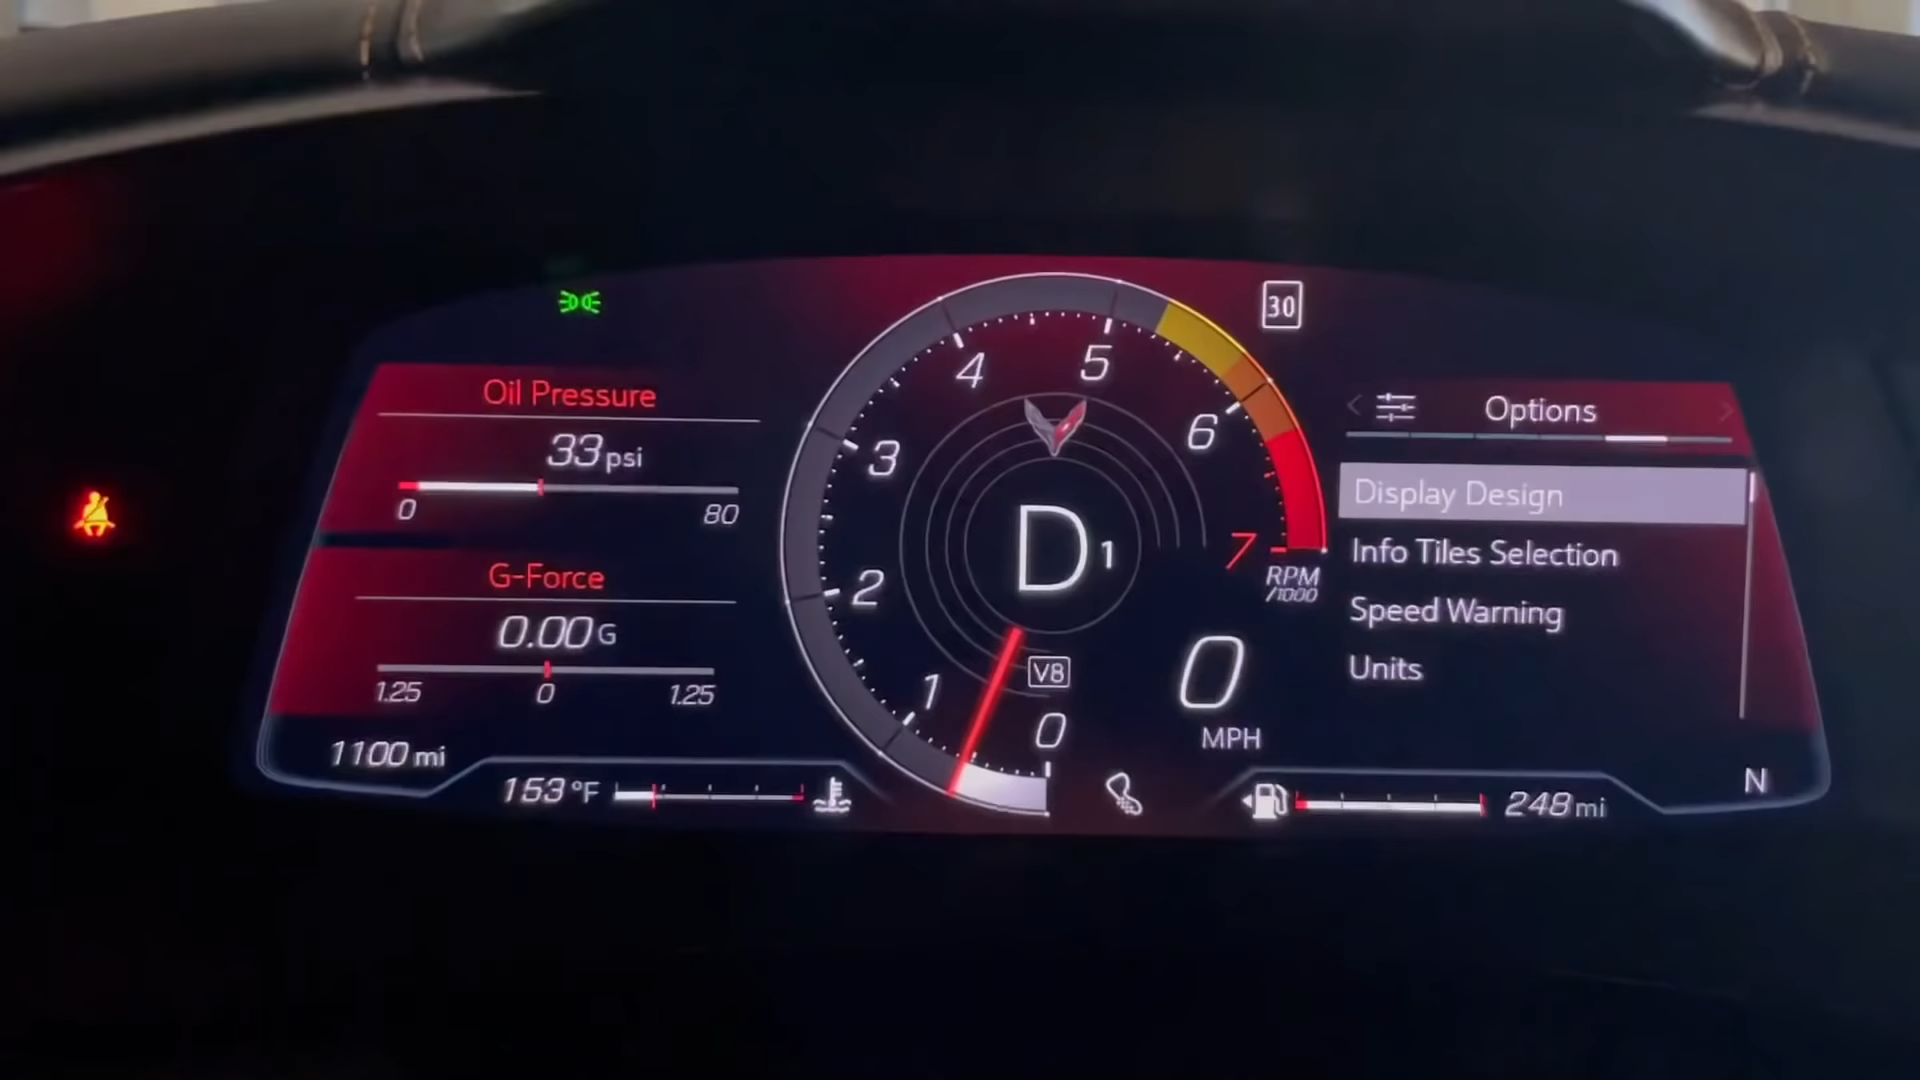 30
Oil Pressure
33 psi
0 80
G-Force
0.00 G
1.25 0 1.25
1100 mi
153 °F
4 5
3 6
2 7
1 0
RPM
/1000
D 1
V8
0
MPH
Options
Display Design
Info Tiles Selection
Speed Warning
Units
248 mi
N